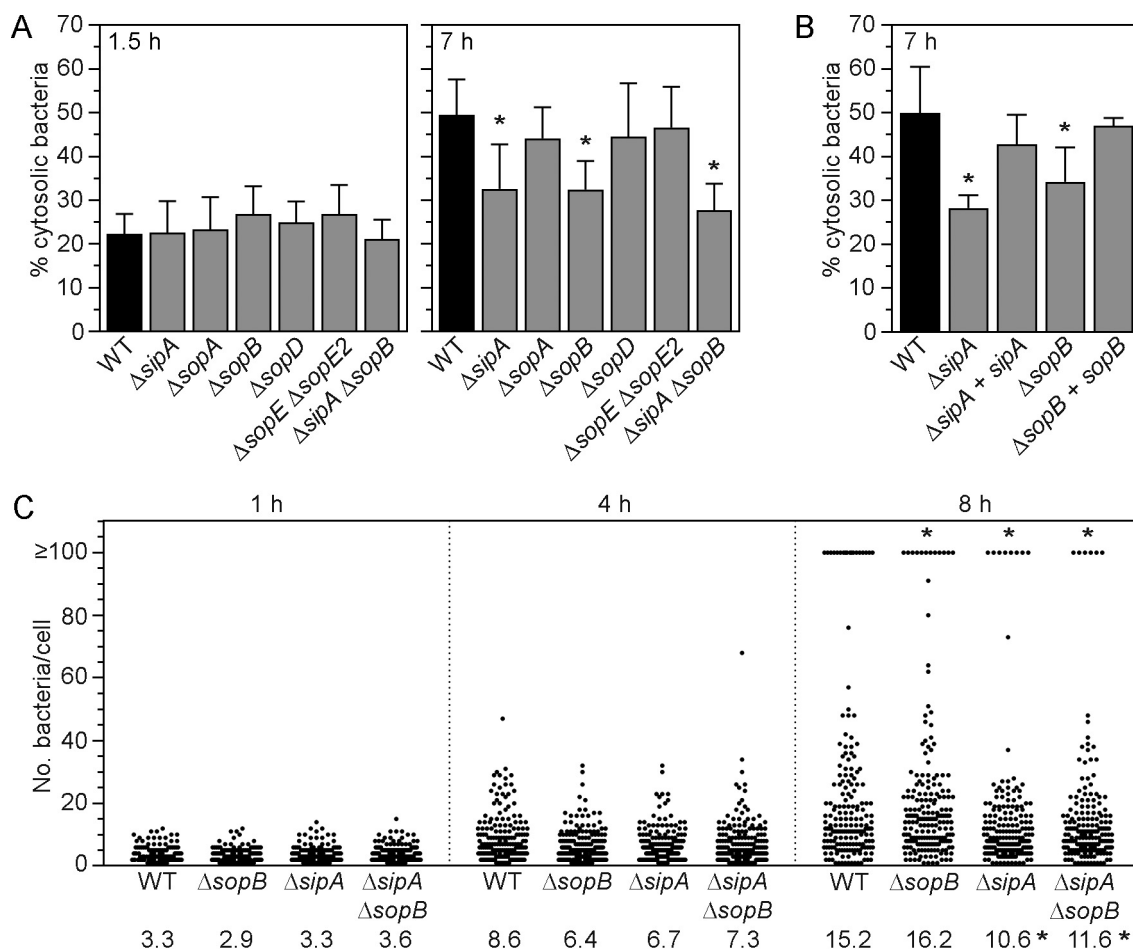 A
1.5 h
% cytosolic bacteria
70
60
50
40
30
20
10
0
WT
ΔsipA
ΔsopA
ΔsopB
ΔsopD
ΔsopE ΔsopE2
ΔsipA ΔsopB
7 h
*
*
*
WT
ΔsipA
ΔsopA
ΔsopB
ΔsopD
ΔsopE ΔsopE2
ΔsipA ΔsopB
B
7 h
% cytosolic bacteria
70
60
50
40
30
20
10
0
*
*
WT
ΔsipA
ΔsipA + sipA
ΔsopB
ΔsopB + sopB
C
1 h 4 h 8 h
No. bacteria/cell
≥100
80
60
40
20
0
* * *
WT ΔsopB ΔsipA ΔsipA ΔsopB WT ΔsopB ΔsipA ΔsipA ΔsopB WT ΔsopB ΔsipA ΔsipA ΔsopB
3.3 2.9 3.3 3.6 8.6 6.4 6.7 7.3 15.2 16.2 10.6 * 11.6 *